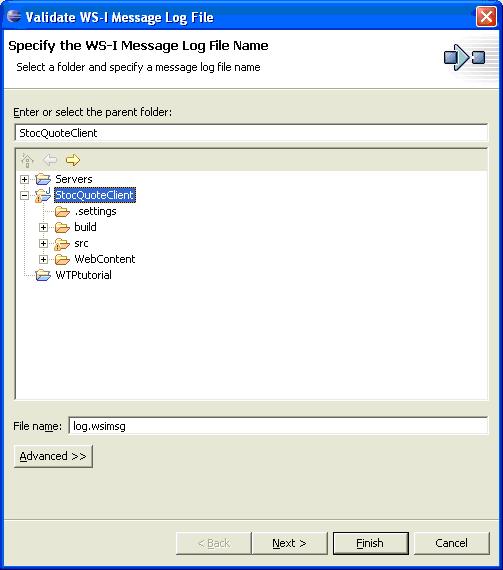 Validate WS-I Message Log File
Specify the WS-I Message Log File Name
Select a folder and specify a message log file name
Enter or select the parent folder:
StocQuoteClient
Servers
StocQuoteClient
.settings
build
src
WebContent
WTPtutorial
File name: log.wsimsg
Advanced >>
< Back Next > Finish Cancel